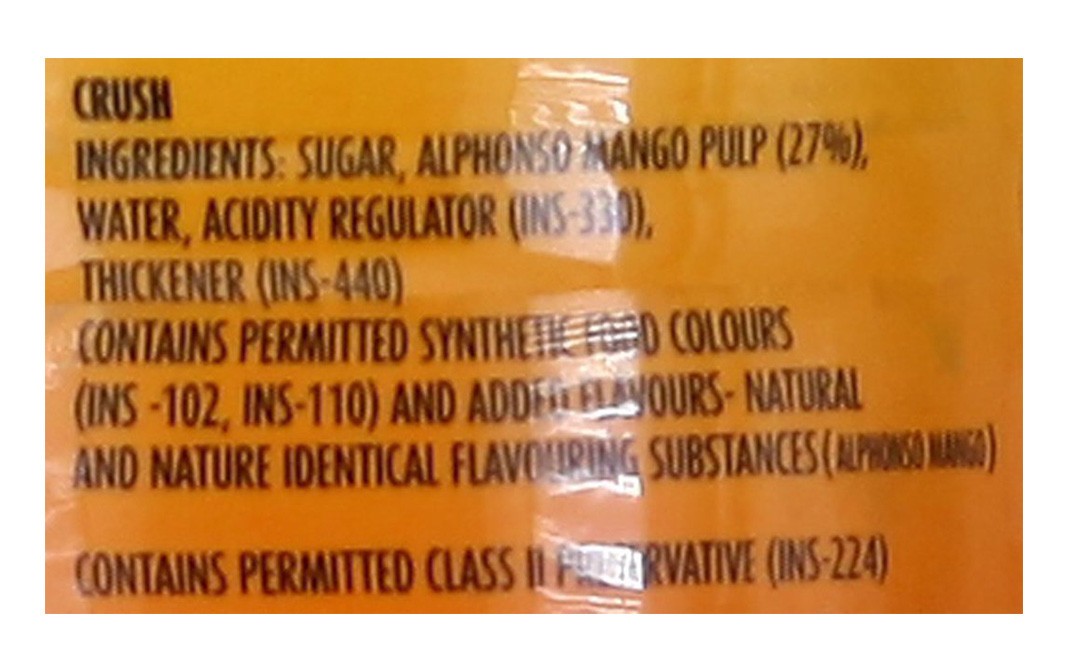 CRUSH
INGREDIENTS: SUGAR, ALPHONSO MANGO PULP (27%),
WATER, ACIDITY REGULATOR (INS-330),
THICKENER (INS-440)
CONTAINS PERMITTED SYNTHETIC FOOD COLOURS
(INS -102, INS-110) AND ADDED FLAVOURS- NATURAL
AND NATURE IDENTICAL FLAVOURING SUBSTANCES (ALPHONSO MANGO)
CONTAINS PERMITTED CLASS II PRESERVATIVE (INS-224)